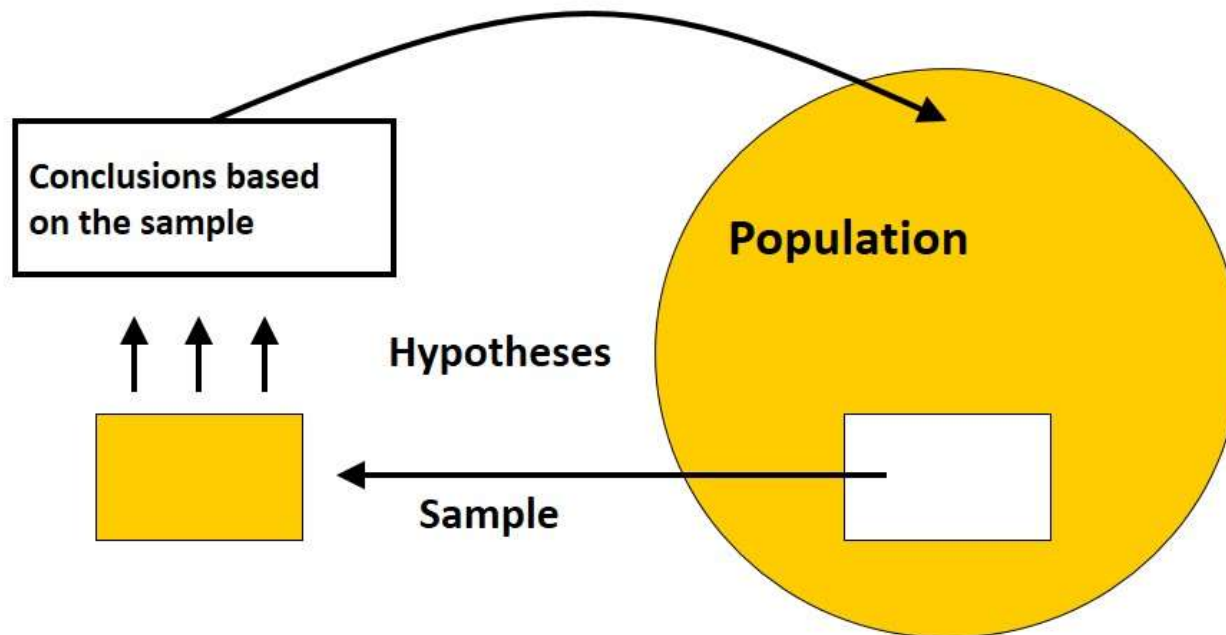 Conclusions based
on the sample
Population
Hypotheses
Sample